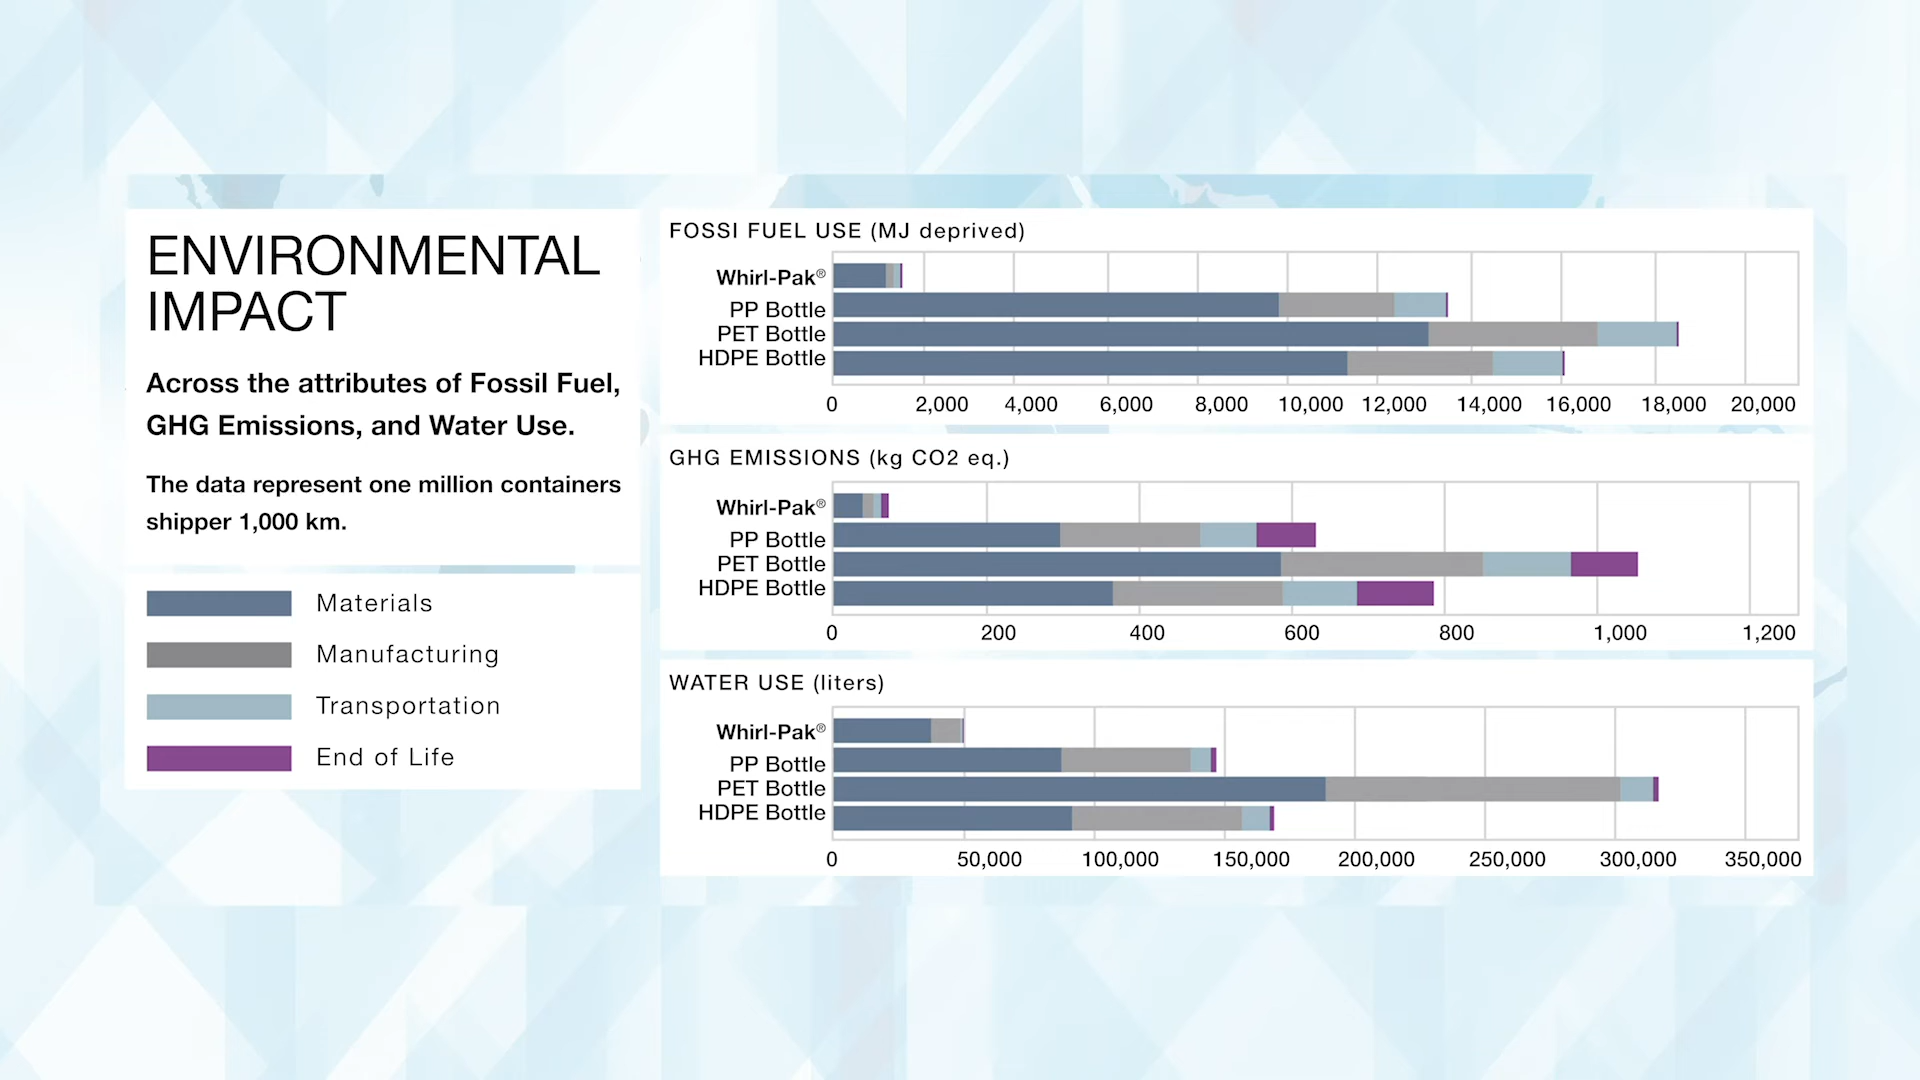 ENVIRONMENTAL
IMPACT
Across the attributes of Fossil Fuel,
GHG Emissions, and Water Use.
The data represent one million containers
shipper 1,000 km.
Materials
Manufacturing
Transportation
End of Life
FOSSI FUEL USE (MJ deprived)
Whirl-Pak®
PP Bottle
PET Bottle
HDPE Bottle
0 2,000 4,000 6,000 8,000 10,000 12,000 14,000 16,000 18,000 20,000
GHG EMISSIONS (kg CO2 eq.)
Whirl-Pak®
PP Bottle
PET Bottle
HDPE Bottle
0 200 400 600 800 1,000 1,200
WATER USE (liters)
Whirl-Pak®
PP Bottle
PET Bottle
HDPE Bottle
0 50,000 100,000 150,000 200,000 250,000 300,000 350,000